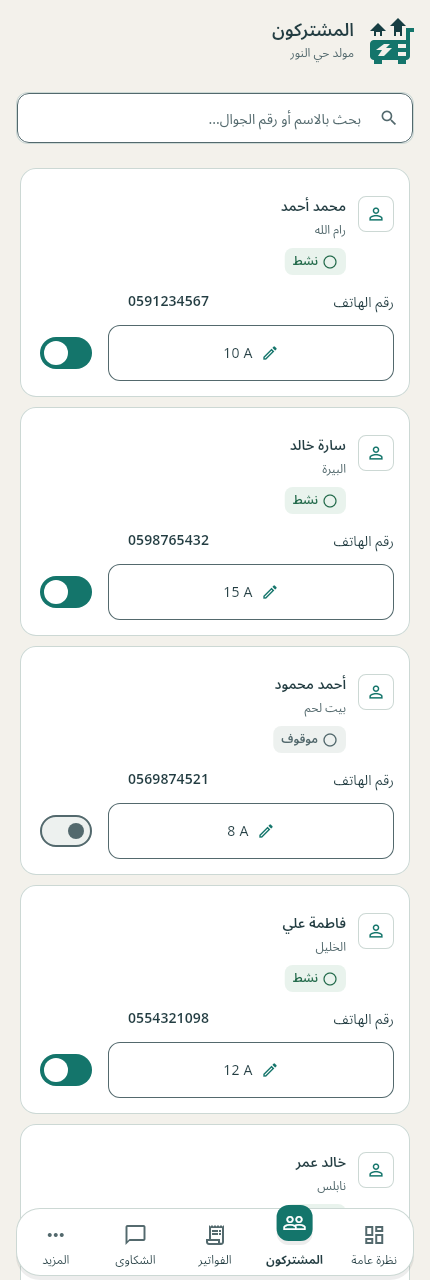 المشتركون
مولد حي النور
بحث بالاسم أو رقم الجوال...
محمد أحمد
رام الله
نشط
رقم الهاتف 0591234567
10 A
سارة خالد
البيرة
نشط
رقم الهاتف 0598765432
15 A
أحمد محمود
بيت لحم
موقوف
رقم الهاتف 0569874521
8 A
فاطمة علي
الخليل
نشط
رقم الهاتف 0554321098
12 A
خالد عمر
نابلس
نظرة عامة المشتركون الفواتير الشكاوى المزيد